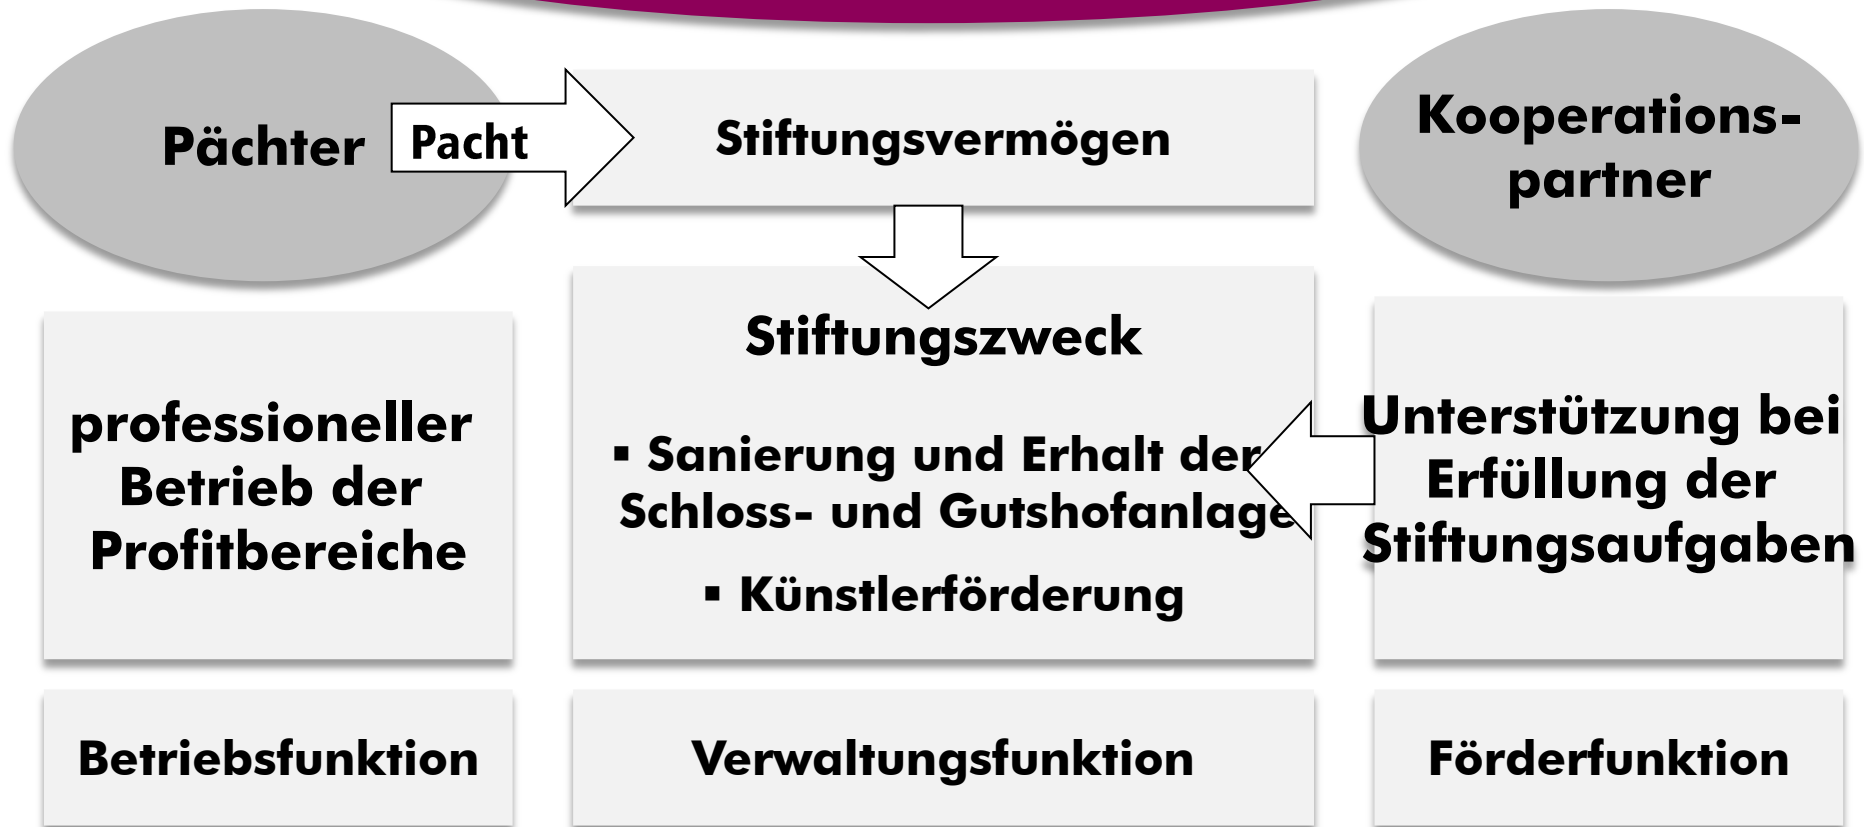 Pächter
Pacht
Stiftungsvermögen
Kooperations-
partner
professioneller
Betrieb der
Profitbereiche
Stiftungszweck
▪ Sanierung und Erhalt der
Schloss- und Gutshofanlage
▪ Künstlerförderung
Unterstützung bei
Erfüllung der
Stiftungsaufgaben
Betriebsfunktion
Verwaltungsfunktion
Förderfunktion